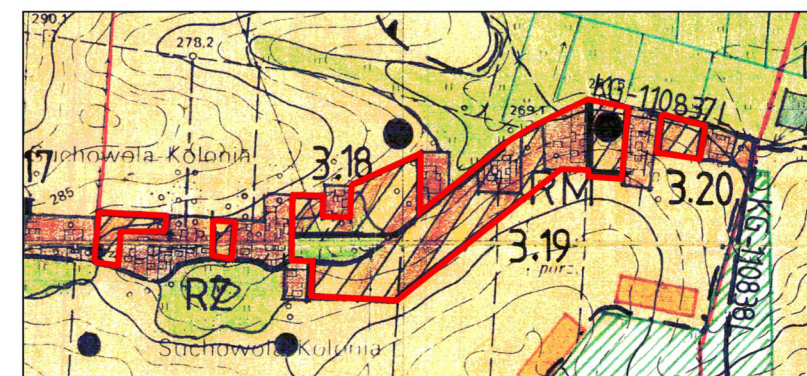 290,1
278,2
269,1
KG-110837L
Suchowola-Kolonia
3.18
17
285
RM
3.20
3.19
porz.
RZ
KG-110838L
Suchowola-Kolonia